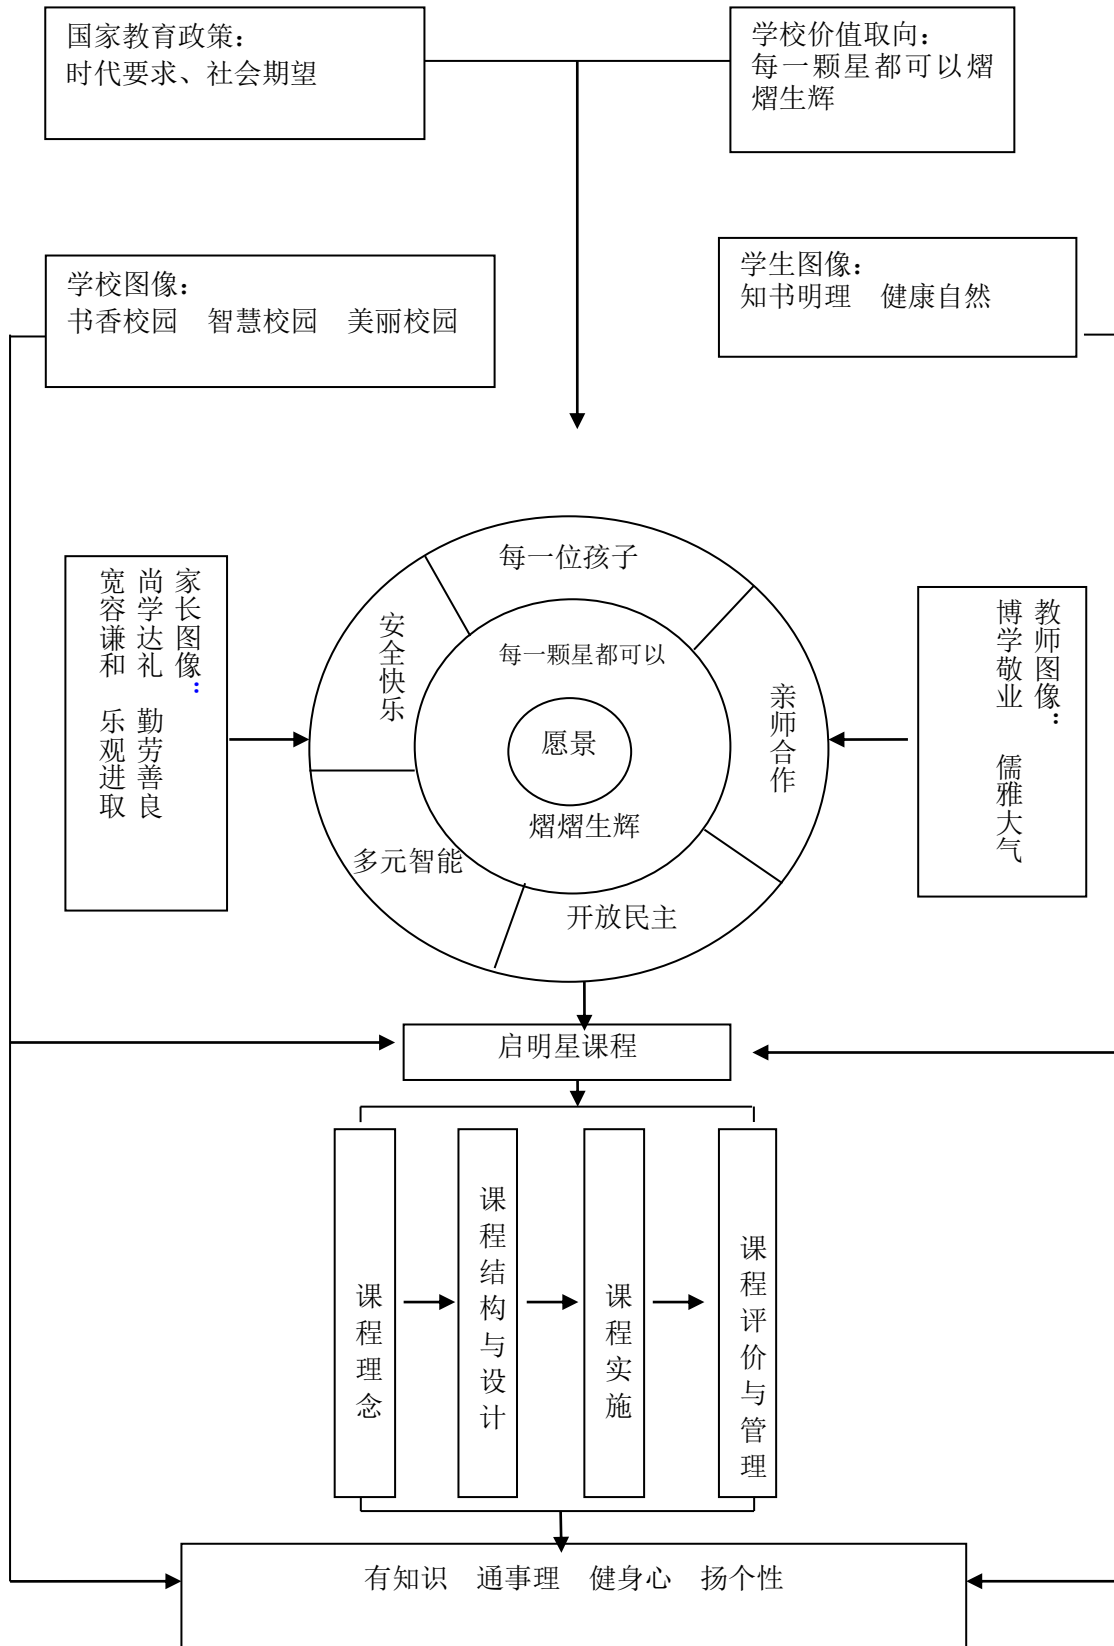 国家教育政策：
时代要求、社会期望
学校价值取向：
每一颗星都可以熠
熠生辉
学校图像：
书香校园 智慧校园 美丽校园
学生图像：
知书明理 健康自然
家长图像：
尚学达礼 勤劳善良
宽容谦和 乐观进取
每一位孩子
安全快乐
亲师合作
多元智能
开放民主
每一颗星都可以
愿景
熠熠生辉
教师图像：
博学敬业 儒雅大气
启明星课程
课程理念
课程结构与设计
课程实施
课程评价与管理
有知识 通事理 健身心 扬个性